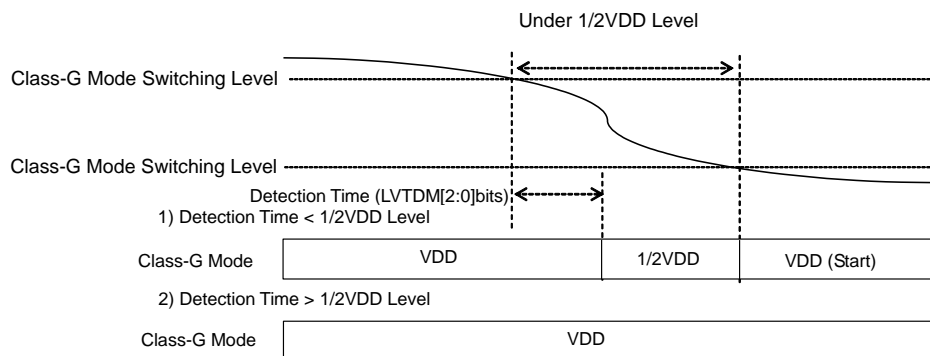 Under 1/2VDD Level
Class-G Mode Switching Level
Class-G Mode Switching Level
Detection Time (LVTDM[2:0]bits)
1) Detection Time < 1/2VDD Level
Class-G Mode VDD 1/2VDD VDD (Start)
2) Detection Time > 1/2VDD Level
Class-G Mode VDD